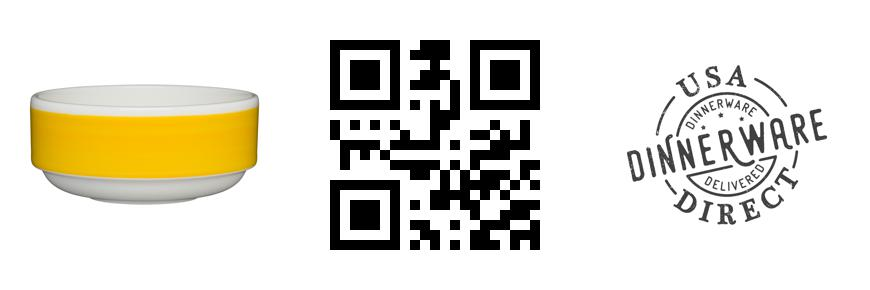 USA
DINNERWARE
DINNERWARE
DELIVERED
DIRECT